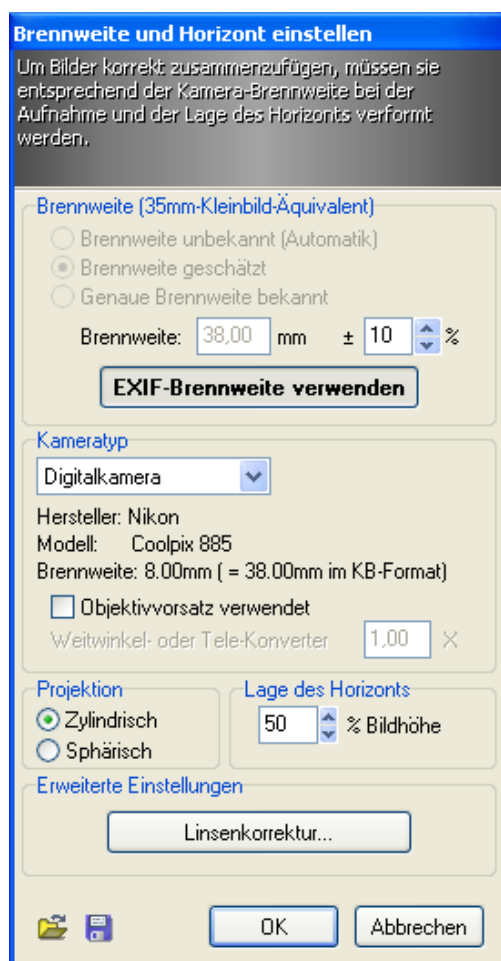 Brennweite und Horizont einstellen
Um Bilder korrekt zusammenzufügen, müssen sie
entsprechend der Kamera-Brennweite bei der
Aufnahme und der Lage des Horizonts verformt
werden.
Brennweite (35mm-Kleinbild-Äquivalent)
Brennweite unbekannt (Automatik)
Brennweite geschätzt
Genaue Brennweite bekannt
Brennweite: 38,00 mm ± 10 %
EXIF-Brennweite verwenden
Kameratyp
Digitalkamera
Hersteller: Nikon
Modell: Coolpix 885
Brennweite: 8.00mm ( = 38.00mm im KB-Format)
Objektivvorsatz verwendet
Weitwinkel- oder Tele-Konverter 1,00 X
Projektion
Zylindrisch
Sphärisch
Lage des Horizonts
50 % Bildhöhe
Erweiterte Einstellungen
Linsenkorrektur...
OK Abbrechen